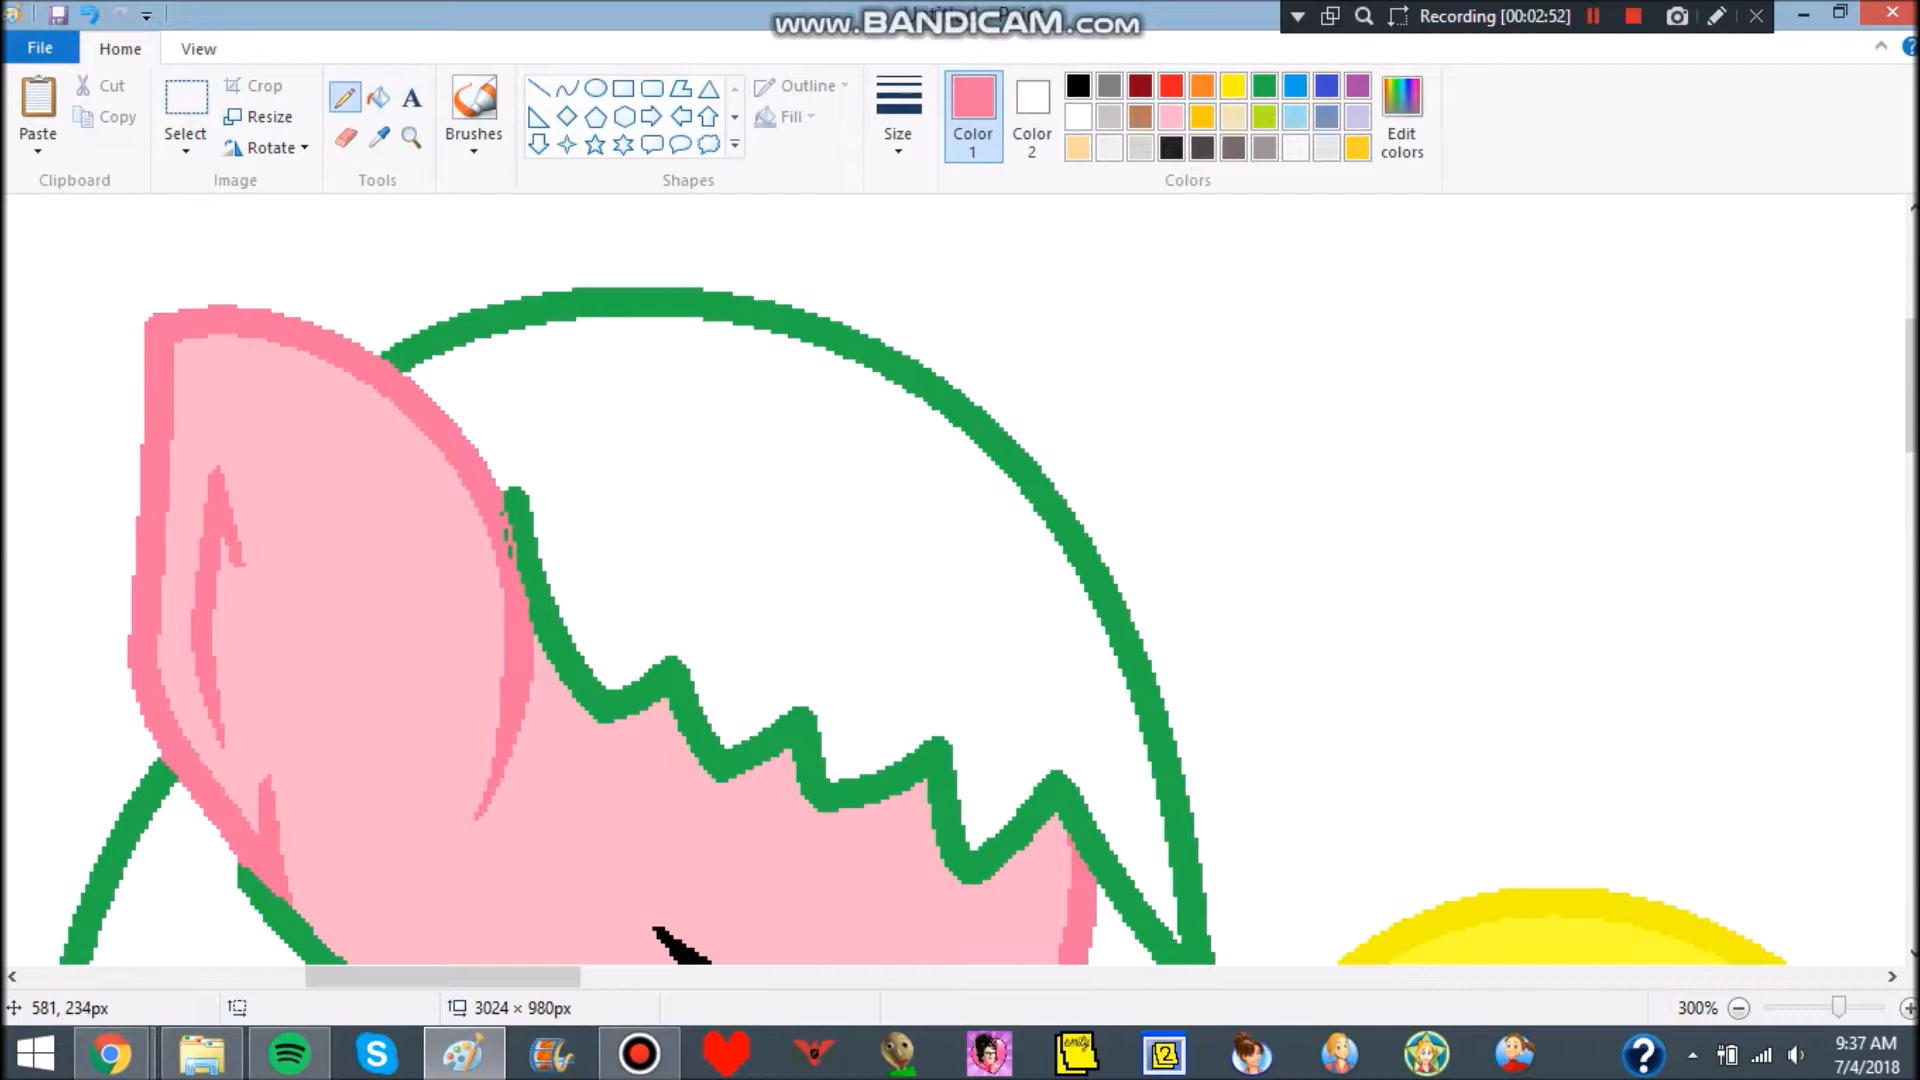 www.BANDICAM.com
Recording [00:02:52]
File Home View
Paste
Cut
Copy
Clipboard
Select
Crop
Resize
Rotate
Image
A
Tools
Brushes
Shapes
Outline
Fill
Size
Color 1
Color 2
Edit colors
Colors
581, 234px
3024 × 980px
300%
emily
2
9:37 AM
7/4/2018